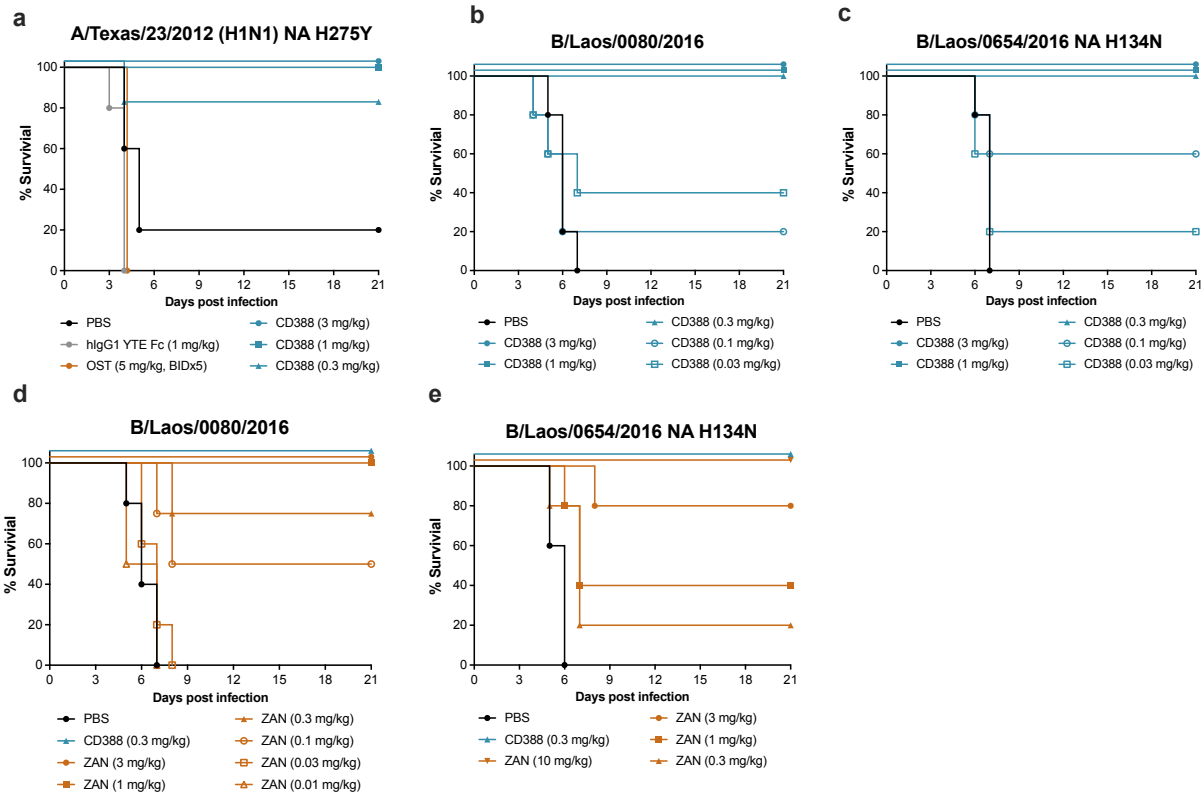 a
A/Texas/23/2012 (H1N1) NA H275Y
% Survivial
100
80
60
40
20
0
0 3 6 9 12 15 18 21
Days post infection
PBS
hIgG1 YTE Fc (1 mg/kg)
OST (5 mg/kg, BIDx5)
CD388 (3 mg/kg)
CD388 (1 mg/kg)
CD388 (0.3 mg/kg)
b
B/Laos/0080/2016
% Survivial
100
80
60
40
20
0
0 3 6 9 12 15 18 21
Days post infection
PBS
CD388 (3 mg/kg)
CD388 (1 mg/kg)
CD388 (0.3 mg/kg)
CD388 (0.1 mg/kg)
CD388 (0.03 mg/kg)
c
B/Laos/0654/2016 NA H134N
% Survivial
100
80
60
40
20
0
0 3 6 9 12 15 18 21
Days post infection
PBS
CD388 (3 mg/kg)
CD388 (1 mg/kg)
CD388 (0.3 mg/kg)
CD388 (0.1 mg/kg)
CD388 (0.03 mg/kg)
d
B/Laos/0080/2016
% Survivial
100
80
60
40
20
0
0 3 6 9 12 15 18 21
Days post infection
PBS
CD388 (0.3 mg/kg)
ZAN (3 mg/kg)
ZAN (1 mg/kg)
ZAN (0.3 mg/kg)
ZAN (0.1 mg/kg)
ZAN (0.03 mg/kg)
ZAN (0.01 mg/kg)
e
B/Laos/0654/2016 NA H134N
% Survivial
100
80
60
40
20
0
0 3 6 9 12 15 18 21
Days post infection
PBS
CD388 (0.3 mg/kg)
ZAN (10 mg/kg)
ZAN (3 mg/kg)
ZAN (1 mg/kg)
ZAN (0.3 mg/kg)